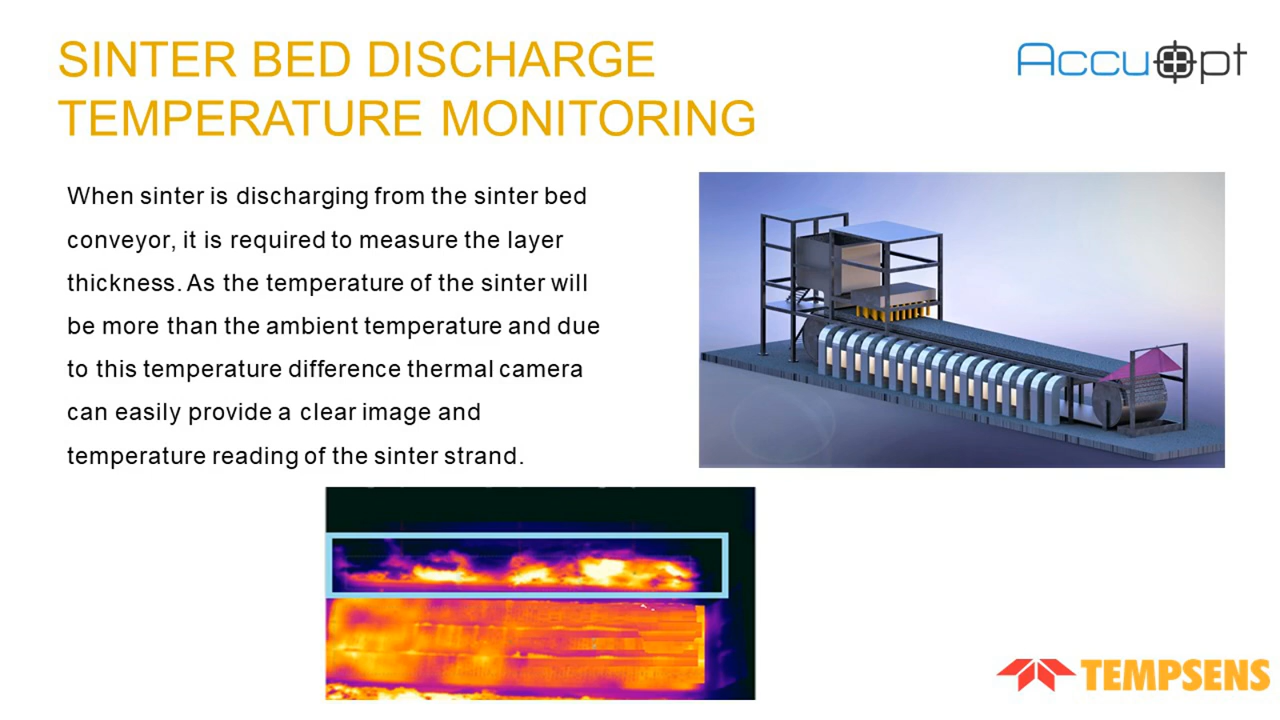 SINTER BED DISCHARGE
TEMPERATURE MONITORING
AccuOpt
When sinter is discharging from the sinter bed
conveyor, it is required to measure the layer
thickness. As the temperature of the sinter will
be more than the ambient temperature and due
to this temperature difference thermal camera
can easily provide a clear image and
temperature reading of the sinter strand.
TEMPSENS